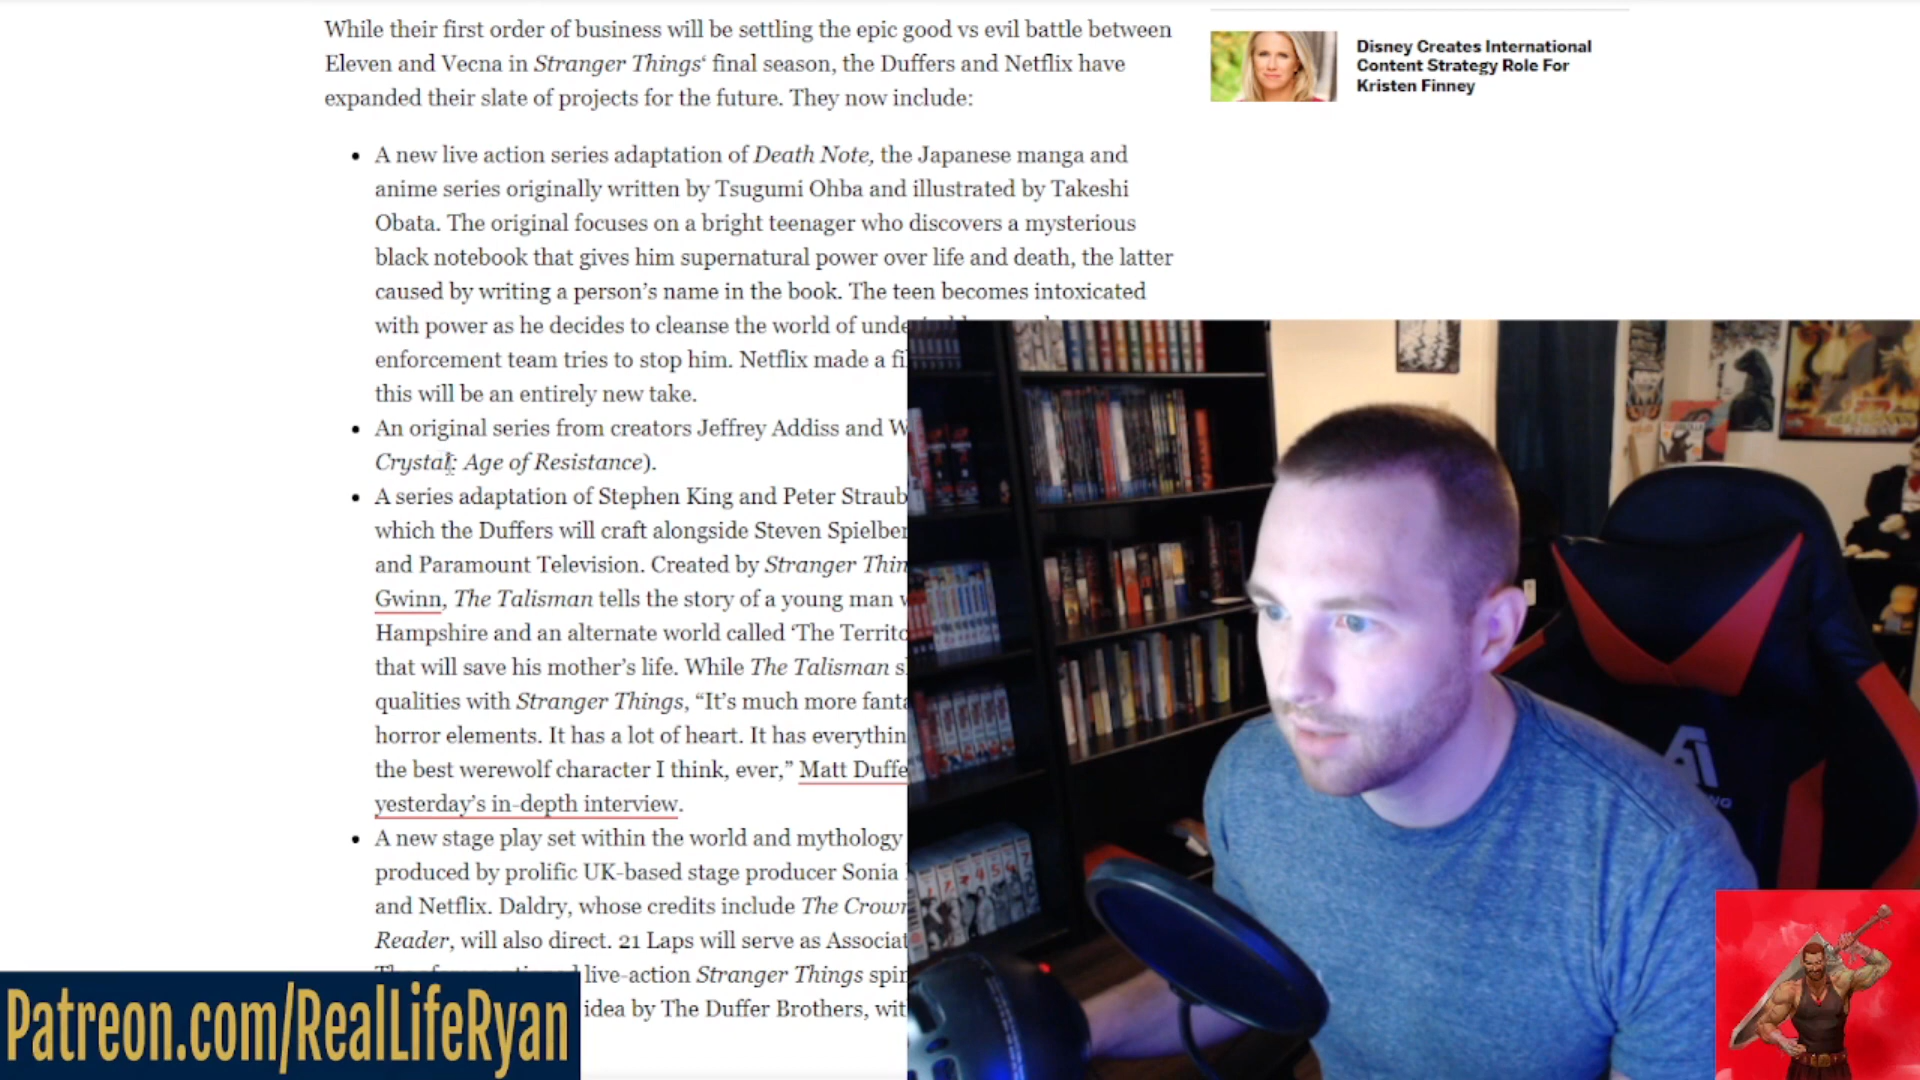 While their first order of business will be settling the epic good vs evil battle between
Eleven and Vecna in Stranger Things‘ final season, the Duffers and Netflix have
expanded their slate of projects for the future. They now include:
Disney Creates International
Content Strategy Role For
Kristen Finney
• A new live action series adaptation of Death Note, the Japanese manga and
anime series originally written by Tsugumi Ohba and illustrated by Takeshi
Obata. The original focuses on a bright teenager who discovers a mysterious
black notebook that gives him supernatural power over life and death, the latter
caused by writing a person’s name in the book. The teen becomes intoxicated
with power as he decides to cleanse the world of
enforcement team tries to stop him. Netflix made a
this will be an entirely new take.
• An original series from creators Jeffrey Addiss and
Crystal: Age of Resistance).
• A series adaptation of Stephen King and Peter Straub
which the Duffers will craft alongside Steven
and Paramount Television. Created by Stranger
Gwinn, The Talisman tells the story of a young man
Hampshire and an alternate world called ‘The
that will save his mother’s life. While The Talisman
qualities with Stranger Things, “It’s much more
horror elements. It has a lot of heart. It has
the best werewolf character I think, ever,” Matt
yesterday’s in-depth interview.
• A new stage play set within the world and mythology
produced by prolific UK-based stage producer Sonia
and Netflix. Daldry, whose credits include The
Reader, will also direct. 21 Laps will serve as
live-action Stranger Things
idea by The Duffer Brothers,
Patreon.com/RealLifeRyan